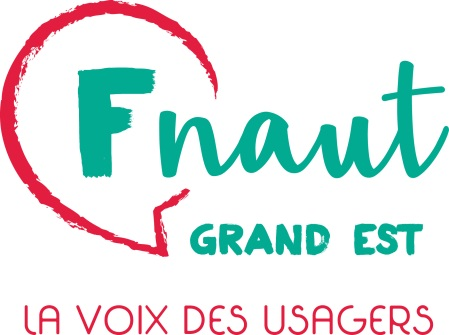 Fnaut
GRAND EST
LA VOIX DES USAGERS